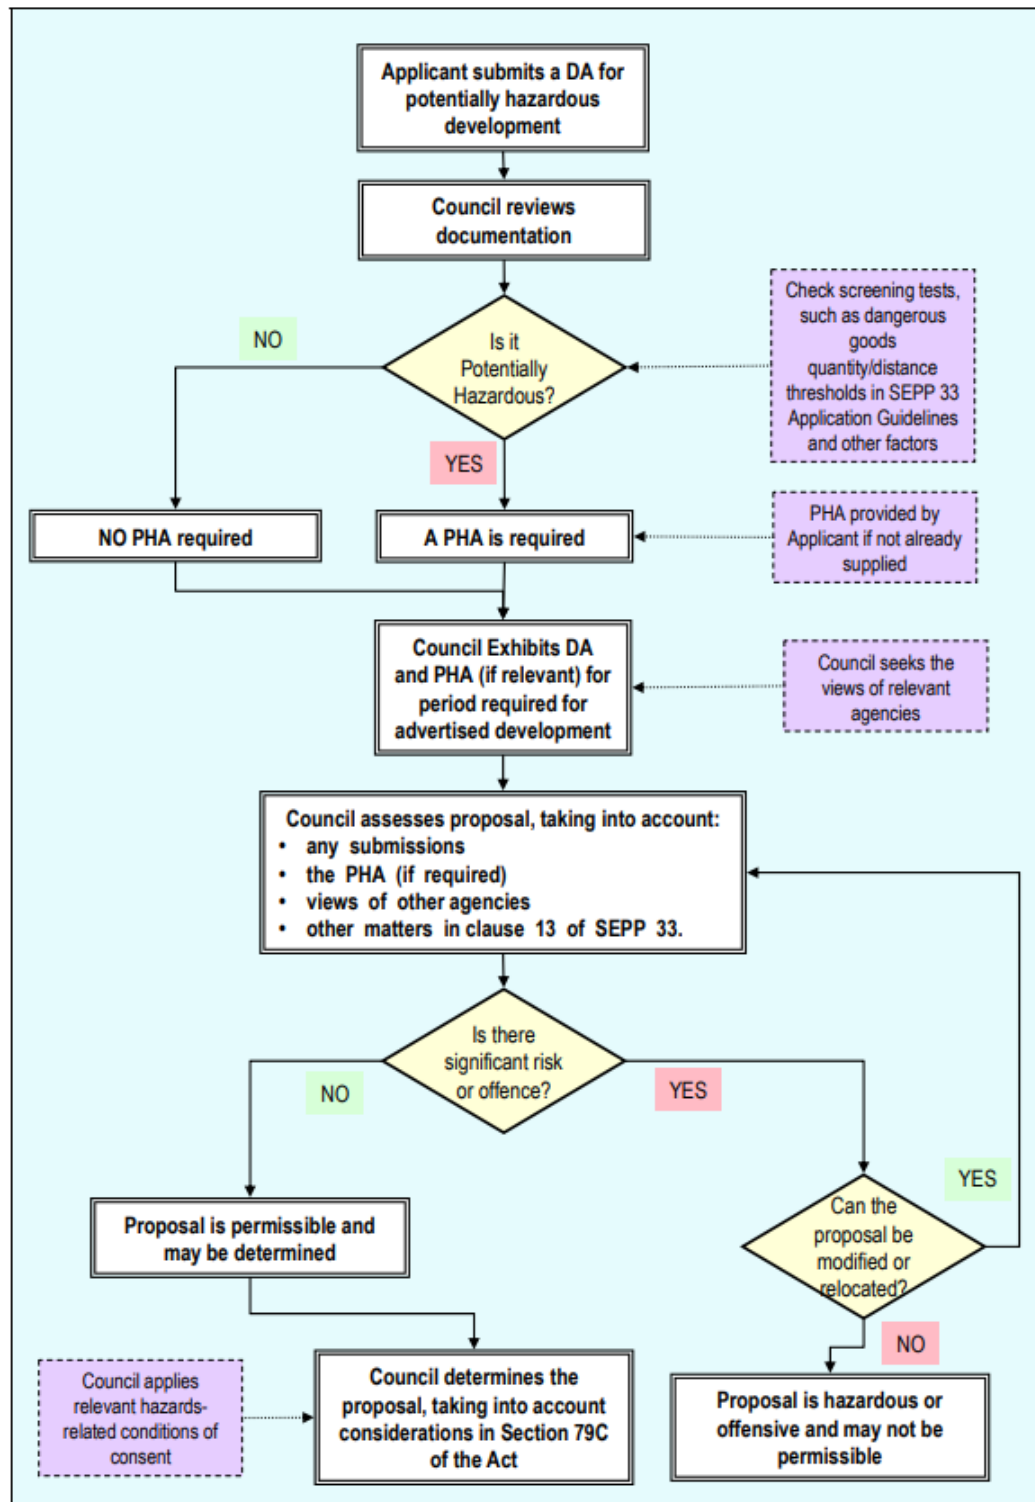 Applicant submits a DA for
potentially hazardous
development
Council reviews
documentation
Check screening tests,
such as dangerous
goods
quantity/distance
thresholds in SEPP 33
Application Guidelines
and other factors
NO
Is it
Potentially
Hazardous?
YES
NO PHA required
A PHA is required
PHA provided by
Applicant if not already
supplied
Council Exhibits DA
and PHA (if relevant) for
period required for
advertised development
Council seeks the
views of relevant
agencies
Council assesses proposal, taking into account:
• any submissions
• the PHA (if required)
• views of other agencies
• other matters in clause 13 of SEPP 33.
Is there
significant risk
or offence?
NO
YES
YES
Proposal is permissible and
may be determined
Can the
proposal be
modified or
relocated?
NO
Council applies
relevant hazards-
related conditions of
consent
Council determines the
proposal, taking into account
considerations in Section 79C
of the Act
Proposal is hazardous or
offensive and may not be
permissible